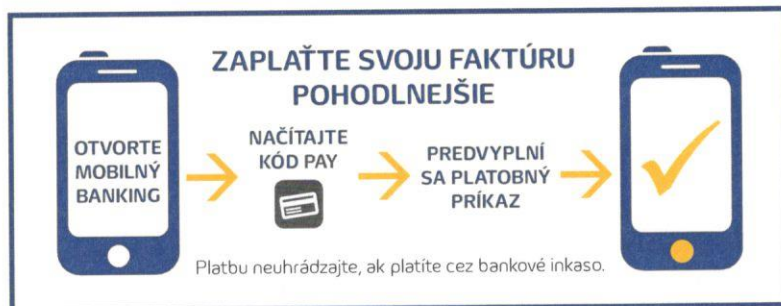 ZAPLAŤTE SVOJU FAKTÚRU
POHODLNEJŠIE
OTVORTE
MOBILNÝ
BANKING
NAČÍTAJTE
KÓD PAY
PREDVYPLNÍ
SA PLATOBNÝ
PRÍKAZ
Platbu neuhrádzajte, ak platíte cez bankové inkaso.